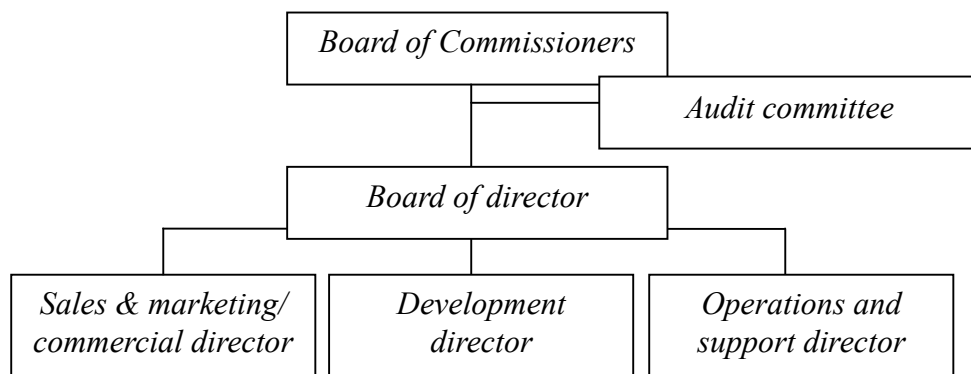 Board of Commissioners
Audit committee
Board of director
Sales & marketing/
commercial director
Development
director
Operations and
support director